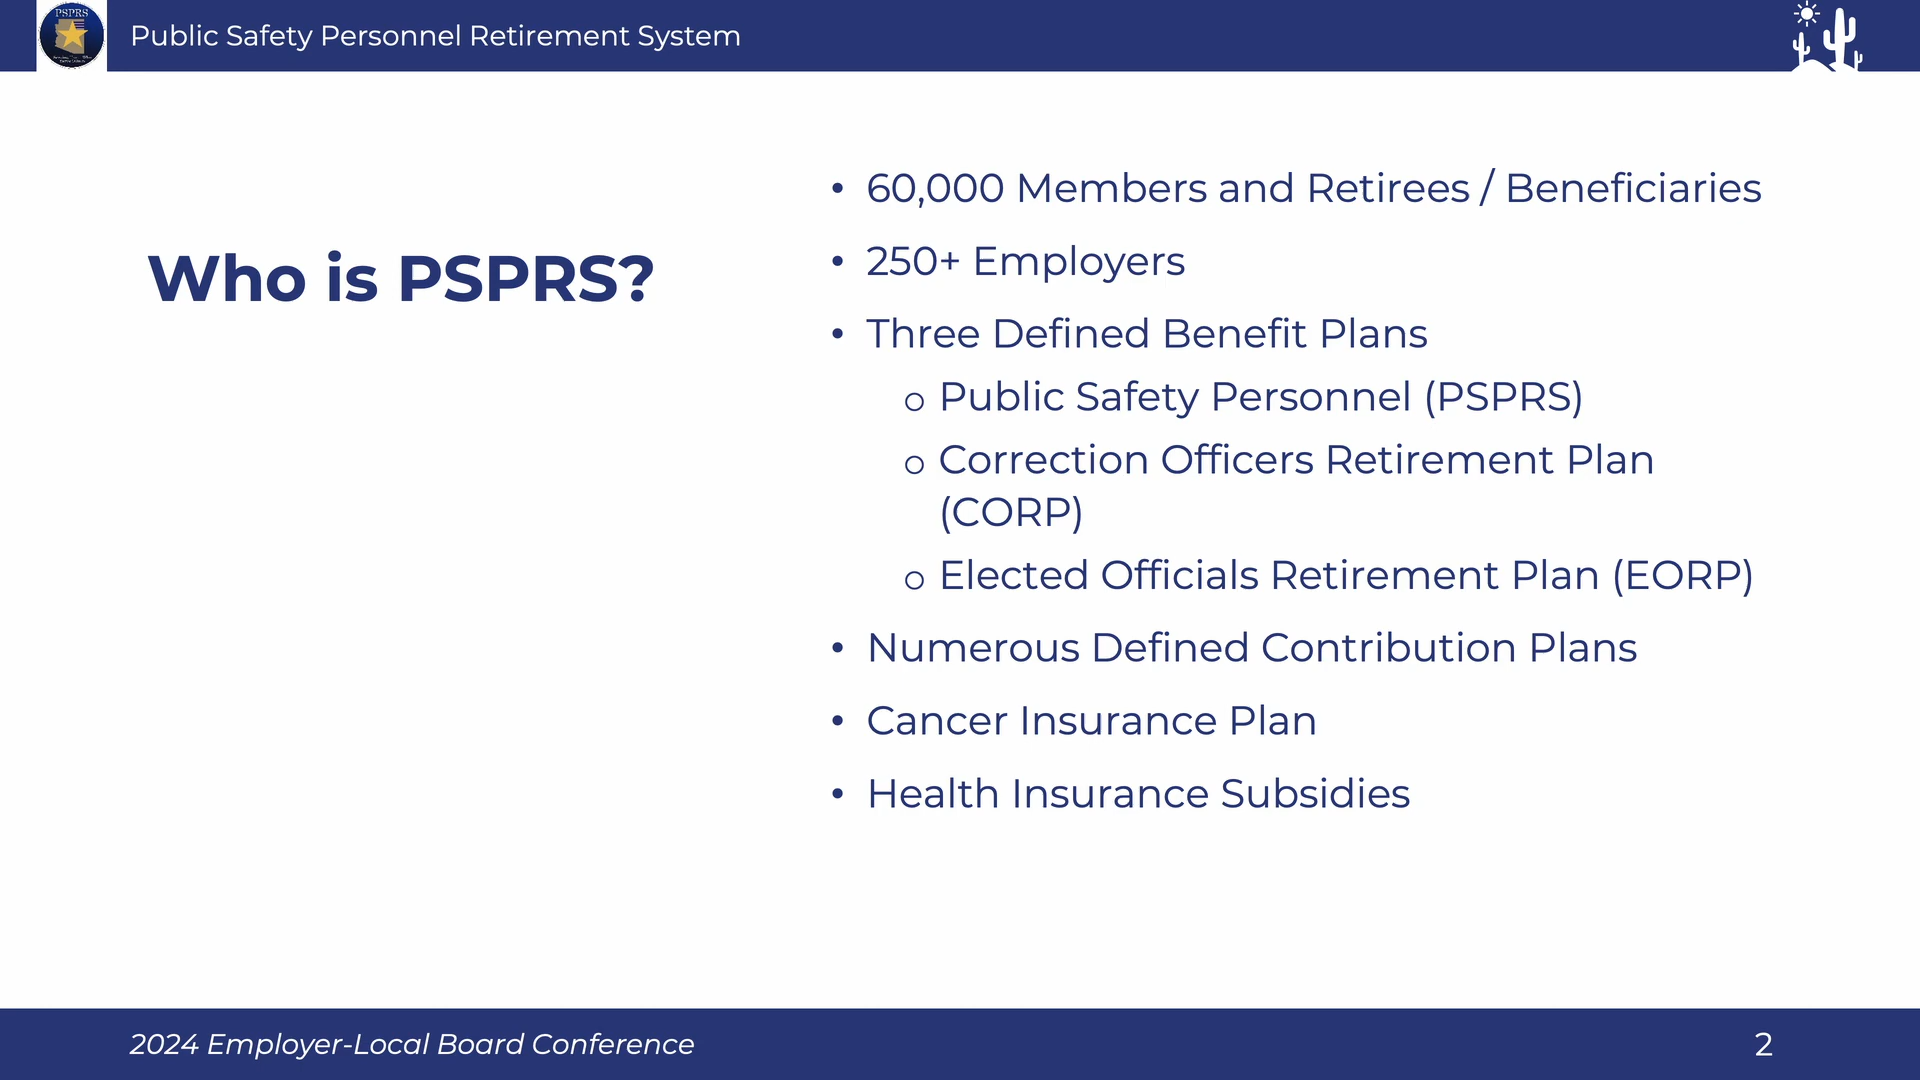 PSPRS
Public Safety Personnel Retirement System
Who is PSPRS?
• 60,000 Members and Retirees / Beneficiaries
• 250+ Employers
• Three Defined Benefit Plans
o Public Safety Personnel (PSPRS)
o Correction Officers Retirement Plan
(CORP)
o Elected Officials Retirement Plan (EORP)
• Numerous Defined Contribution Plans
• Cancer Insurance Plan
• Health Insurance Subsidies
2024 Employer-Local Board Conference
2